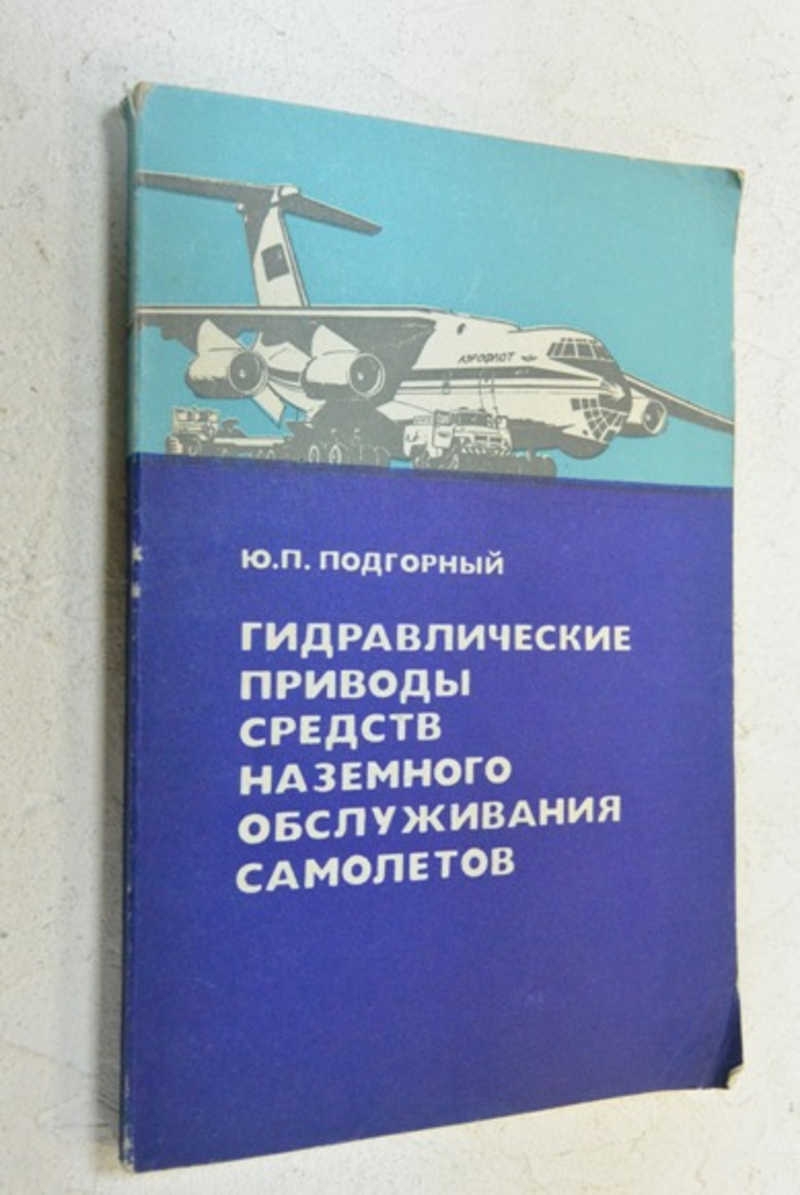 АЭРОФЛОТ
Ю.П. ПОДГОРНЫЙ
ГИДРАВЛИЧЕСКИЕ
ПРИВОДЫ
СРЕДСТВ
НАЗЕМНОГО
ОБСЛУЖИВАНИЯ
САМОЛЕТОВ